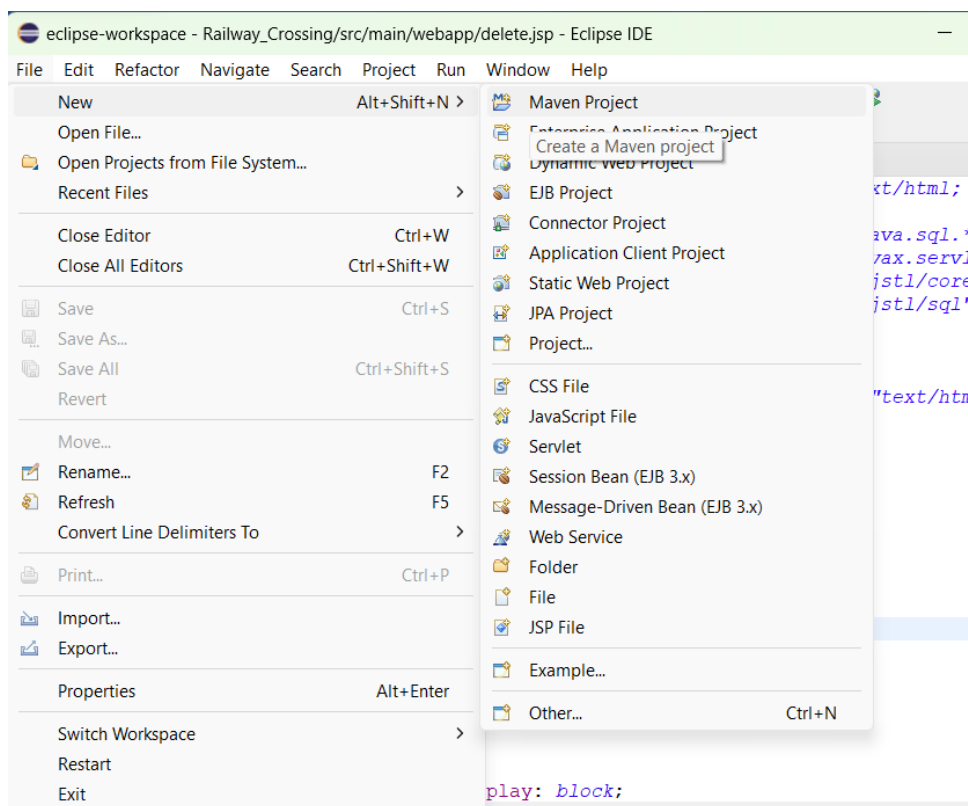 eclipse-workspace - Railway_Crossing/src/main/webapp/delete.jsp - Eclipse IDE
File Edit Refactor Navigate Search Project Run Window Help
New Alt+Shift+N
Open File...
Open Projects from File System...
Recent Files
Close Editor Ctrl+W
Close All Editors Ctrl+Shift+W
Save Ctrl+S
Save As...
Save All Ctrl+Shift+S
Revert
Move...
Rename... F2
Refresh F5
Convert Line Delimiters To
Print... Ctrl+P
Import...
Export...
Properties Alt+Enter
Switch Workspace
Restart
Exit
Maven Project
Enterprise Application Project
Create a Maven project
Dynamic Web Project
EJB Project
Connector Project
Application Client Project
Static Web Project
JPA Project
Project...
CSS File
JavaScript File
Servlet
Session Bean (EJB 3.x)
Message-Driven Bean (EJB 3.x)
Web Service
Folder
File
JSP File
Example...
Other... Ctrl+N
xt/html;
ava.sql.*
vax.servl
jstl/core
jstl/sql"
"text/htm
play: block;